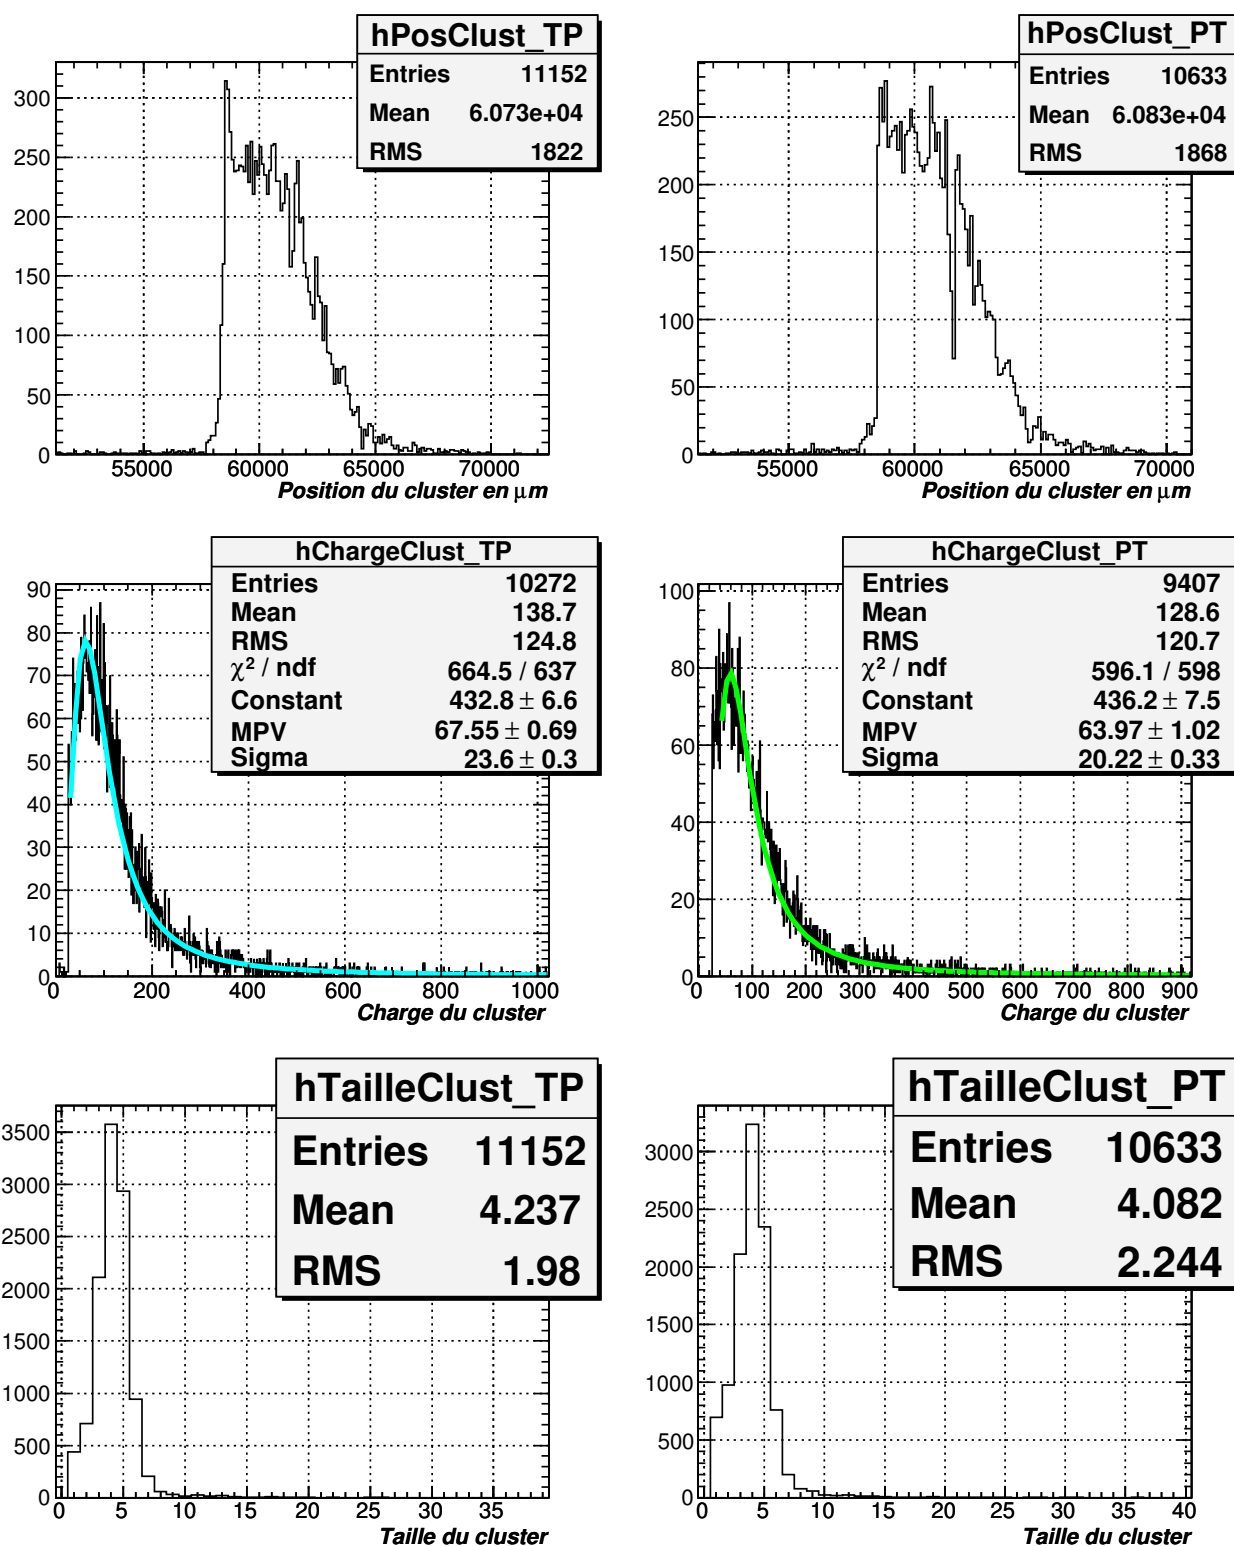 hPosClust_TP
Entries 11152
Mean 6.073e+04
RMS 1822
300
250
200
150
100
50
0
55000 60000 65000 70000
Position du cluster en μm
hPosClust_PT
Entries 10633
Mean 6.083e+04
RMS 1868
250
200
150
100
50
0
55000 60000 65000 70000
Position du cluster en μm
hChargeClust_TP
Entries 10272
Mean 138.7
RMS 124.8
χ² / ndf 664.5 / 637
Constant 432.8 ± 6.6
MPV 67.55 ± 0.69
Sigma 23.6 ± 0.3
90
80
70
60
50
40
30
20
10
0
0 200 400 600 800 1000
Charge du cluster
hChargeClust_PT
Entries 9407
Mean 128.6
RMS 120.7
χ² / ndf 596.1 / 598
Constant 436.2 ± 7.5
MPV 63.97 ± 1.02
Sigma 20.22 ± 0.33
100
80
60
40
20
0
0 100 200 300 400 500 600 700 800 900
Charge du cluster
hTailleClust_TP
Entries 11152
Mean 4.237
RMS 1.98
3500
3000
2500
2000
1500
1000
500
0
0 5 10 15 20 25 30 35
Taille du cluster
hTailleClust_PT
Entries 10633
Mean 4.082
RMS 2.244
3000
2500
2000
1500
1000
500
0
0 5 10 15 20 25 30 35 40
Taille du cluster